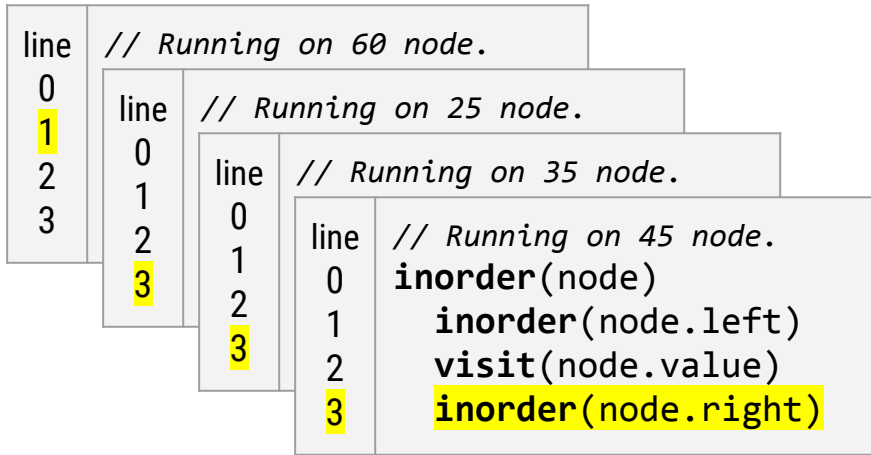 line
0
1
2
3
// Running on 60 node.
line
0
1
2
3
// Running on 25 node.
line
0
1
2
3
// Running on 35 node.
line
0
1
2
3
// Running on 45 node.
inorder(node)
inorder(node.left)
visit(node.value)
inorder(node.right)